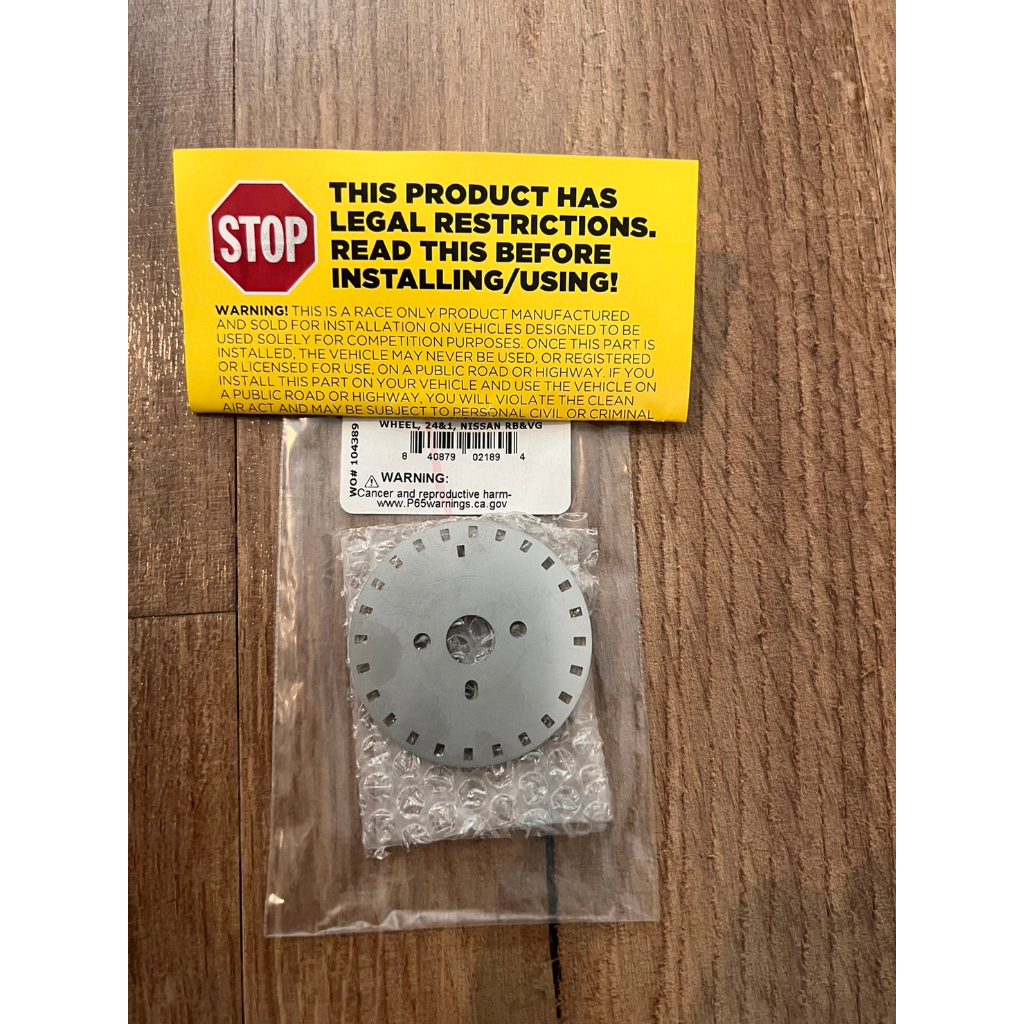 STOP
THIS PRODUCT HAS
LEGAL RESTRICTIONS.
READ THIS BEFORE
INSTALLING/USING!
WARNING! THIS IS A RACE ONLY PRODUCT MANUFACTURED
AND SOLD FOR INSTALLATION ON VEHICLES DESIGNED TO BE
USED SOLELY FOR COMPETITION PURPOSES. ONCE THIS PART IS
INSTALLED, THE VEHICLE MAY NEVER BE USED, OR REGISTERED
OR LICENSED FOR USE, ON A PUBLIC ROAD OR HIGHWAY. IF YOU
INSTALL THIS PART ON YOUR VEHICLE AND USE THE VEHICLE ON
A PUBLIC ROAD OR HIGHWAY, YOU WILL VIOLATE THE CLEAN
AIR ACT AND MAY BE SUBJECT TO PERSONAL CIVIL OR CRIMINAL
WO# 104389
WHEEL, 24&1, NISSAN RB&VG
8 40879 02189 4
WARNING:
Cancer and reproductive harm-
www.P65warnings.ca.gov